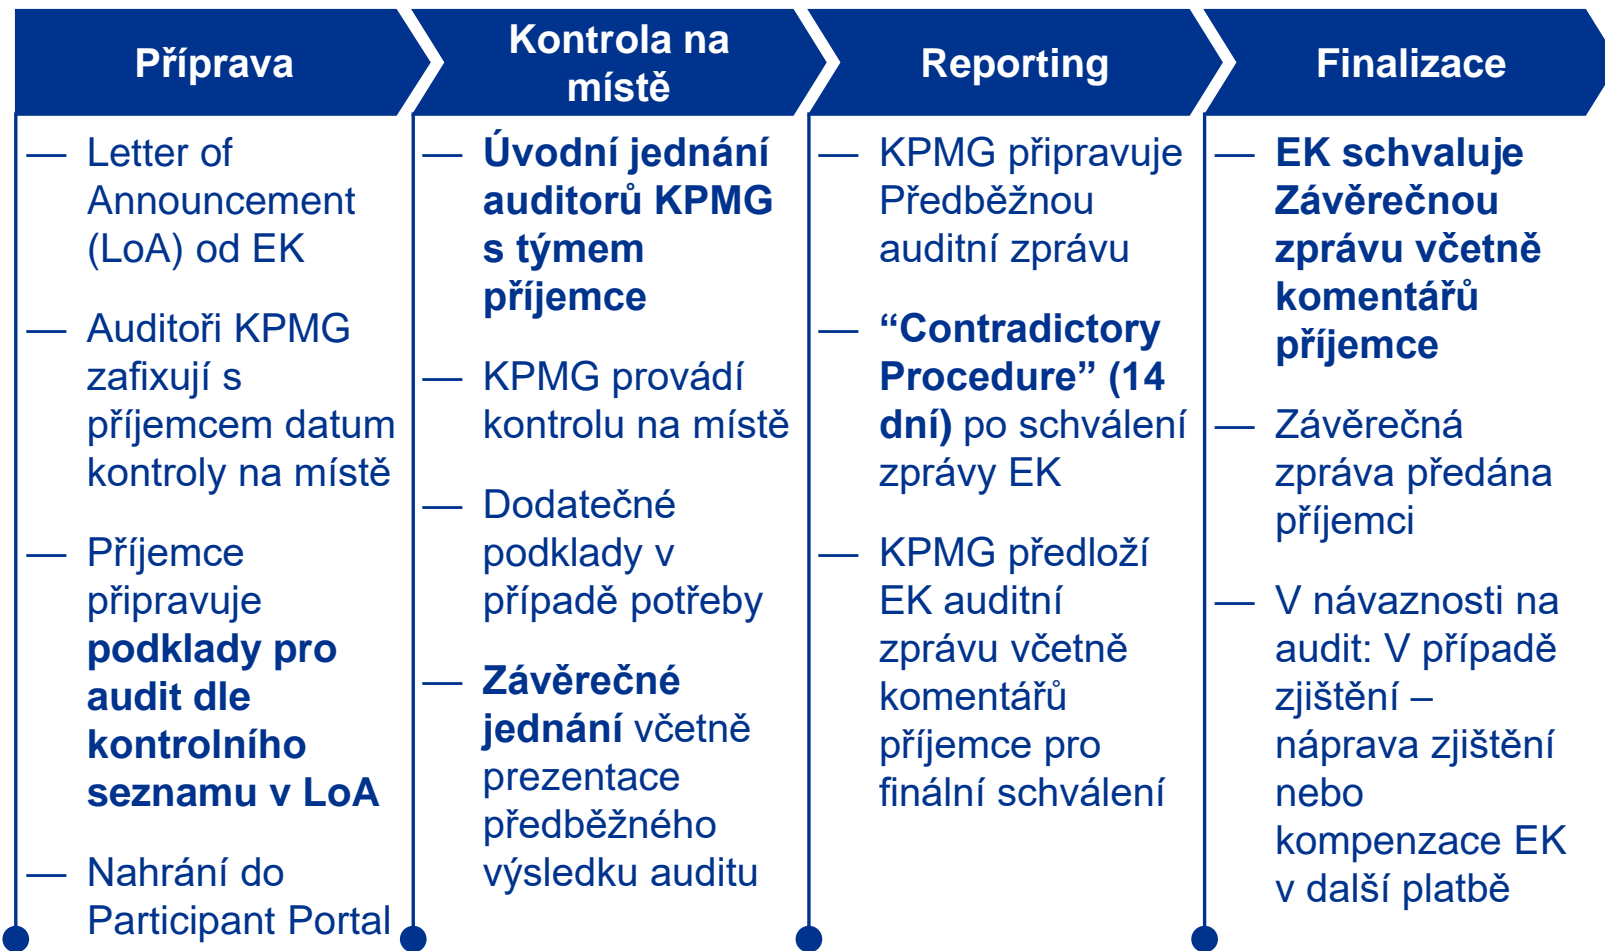 Příprava
Kontrola na
místě
Reporting
Finalizace
— Letter of
Announcement
(LoA) od EK
— Auditoři KPMG
zafixují s
příjemcem datum
kontroly na místě
— Příjemce
připravuje
podklady pro
audit dle
kontrolního
seznamu v LoA
— Nahrání do
Participant Portal
— Úvodní jednání
auditorů KPMG
s týmem
příjemce
— KPMG provádí
kontrolu na místě
— Dodatečné
podklady v
případě potřeby
— Závěrečné
jednání včetně
prezentace
předběžného
výsledku auditu
— KPMG připravuje
Předběžnou
auditní zprávu
— “Contradictory
Procedure” (14
dní) po schválení
zprávy EK
— KPMG předloží
EK auditní
zprávu včetně
komentářů
příjemce pro
finální schválení
— EK schvaluje
Závěrečnou
zprávu včetně
komentářů
příjemce
— Závěrečná
zpráva předána
příjemci
— V návaznosti na
audit: V případě
zjištění –
náprava zjištění
nebo
kompenzace EK
v další platbě